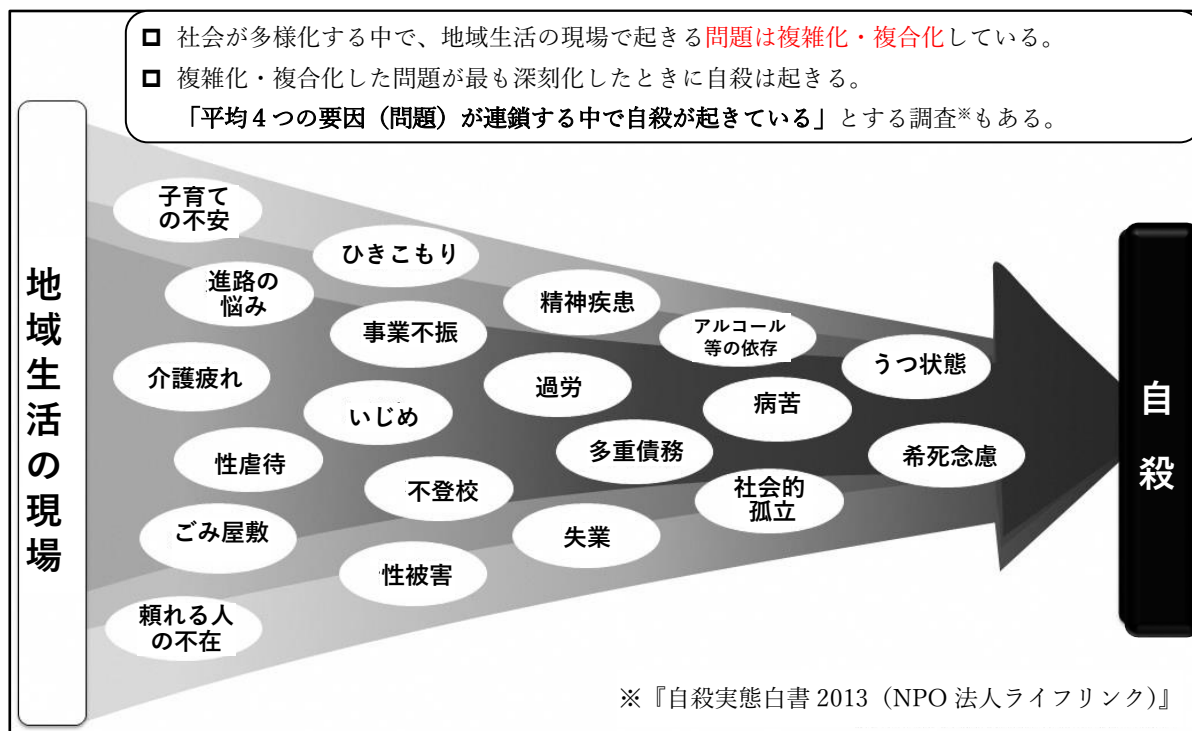 □ 社会が多様化する中で、地域生活の現場で起きる問題は複雑化・複合化している。
□ 複雑化・複合化した問題が最も深刻化したときに自殺は起きる。
「平均４つの要因（問題）が連鎖する中で自殺が起きている」とする調査※もある。
地域生活の現場
子育て
の不安
ひきこもり
進路の
悩み
精神疾患
事業不振
アルコール
等の依存
うつ状態
介護疲れ
過労
病苦
いじめ
性虐待
多重債務
希死念慮
不登校
社会的
孤立
ごみ屋敷
失業
性被害
頼れる人
の不在
自殺
※『自殺実態白書 2013（NPO 法人ライフリンク）』